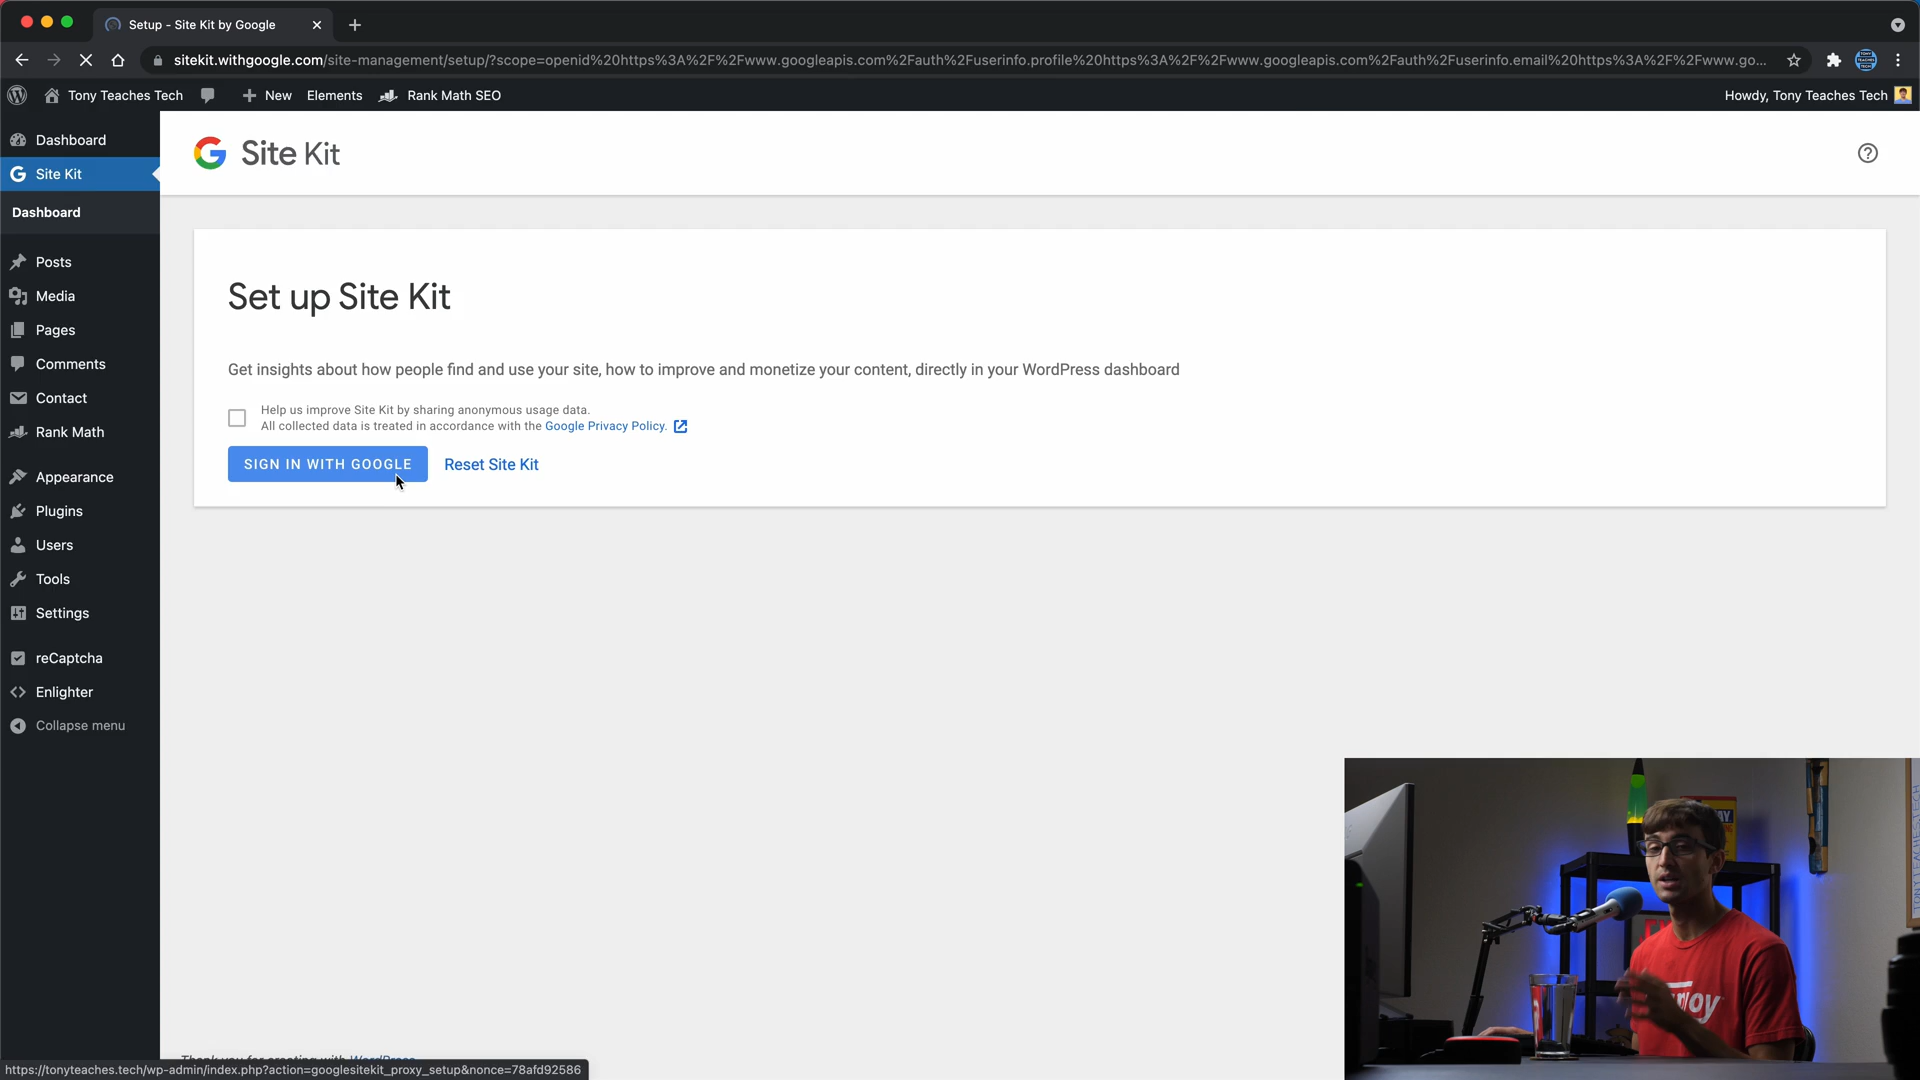 Setup - Site Kit by Google
sitekit.withgoogle.com/site-management/setup/?scope=openid%20https%3A%2F%2Fwww.googleapis.com%2Fauth%2Fuserinfo.profile%20https%3A%2F%2Fwww.googleapis.com%2Fauth%2Fuserinfo.email%20https%3A%2F%2Fwww.go...
Tony Teaches Tech
New
Elements
Rank Math SEO
Howdy, Tony Teaches Tech
Dashboard
Site Kit
Dashboard
Posts
Media
Pages
Comments
Contact
Rank Math
Appearance
Plugins
Users
Tools
Settings
reCaptcha
Enlighter
Collapse menu
Site Kit
Set up Site Kit
Get insights about how people find and use your site, how to improve and monetize your content, directly in your WordPress dashboard
Help us improve Site Kit by sharing anonymous usage data.
All collected data is treated in accordance with the Google Privacy Policy.
SIGN IN WITH GOOGLE
Reset Site Kit
Thank you for creating with WordPress
https://tonyteaches.tech/wp-admin/index.php?action=googlesitekit_proxy_setup&nonce=78afd92586